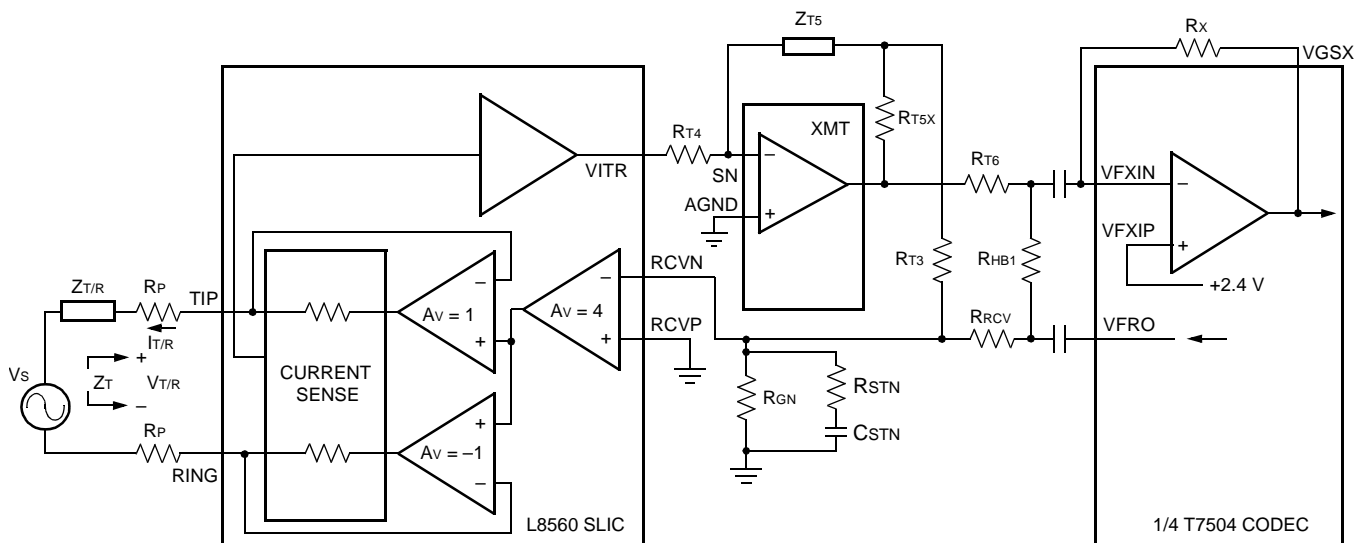 ZT5
RX
VGSX
RT5X
XMT
RT4
VITR
SN
−
+
AGND
RT6
VFXIN
−
VFXIP
+
+2.4 V
RT3
RHB1
RCVN
−
AV = 1
−
+
AV = 4
RCVP
+
RRCV
VFRO
ZT/R
RP
TIP
IT/R
VS
ZT
+
VT/R
−
CURRENT
SENSE
RGN
RSTN
CSTN
RP
RING
AV = −1
+
−
L8560 SLIC
1/4 T7504 CODEC